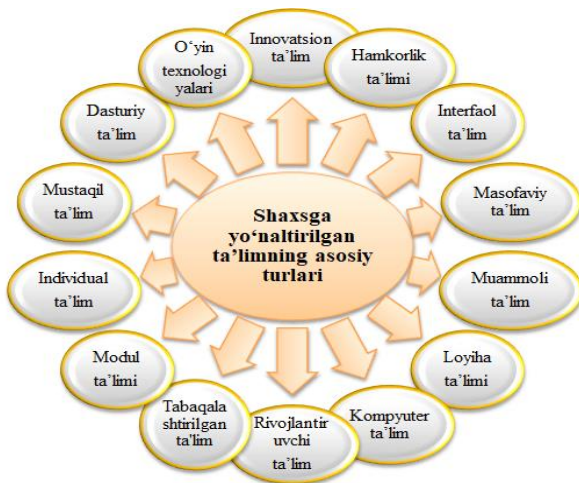 Shaxsga
yo‘naltirilgan
ta’limning asosiy
turlari
Innovatsion
ta’lim
Hamkorlik
ta’limi
Interfaol
ta’lim
Masofaviy
ta’lim
Muammoli
ta’lim
Loyiha
ta’limi
Kompyuter
ta’lim
Rivojlantir
uvchi
ta’lim
Tabaqala
shtirilgan
ta'lim
Modul
ta’limi
Individual
ta’lim
Mustaqil
ta’lim
Dasturiy
ta’lim
O‘yin
texnologi
yalari